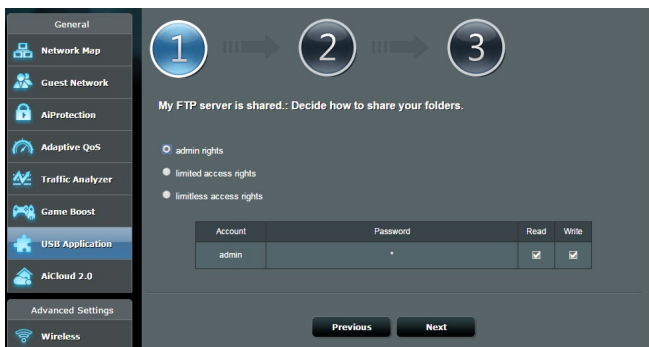 General
Network Map
Guest Network
AiProtection
Adaptive QoS
Traffic Analyzer
Game Boost
USB Application
AiCloud 2.0
Advanced Settings
Wireless
1 2 3
My FTP server is shared.: Decide how to share your folders.
admin rights
limited access rights
limitless access rights
Account Password Read Write
admin *
Previous Next